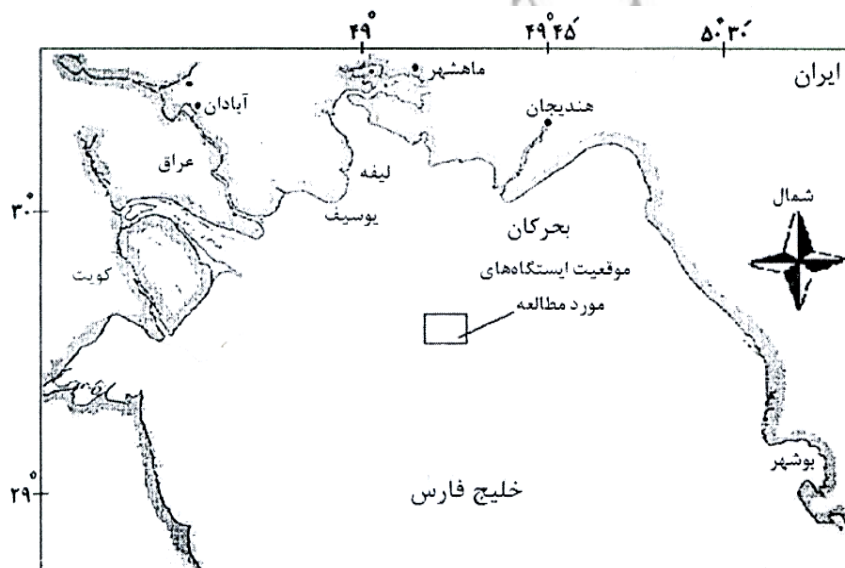 ۴۹°
۴۹°۴۵′
۵۰°۳۰′
ایران
ماهشهر
آبادان
هندیجان
عراق
لیفه
یوسیف
شمال
۳۰°
بحرکان
کویت
موقعیت ایستگاه‌های
مورد مطالعه
بوشهر
۲۹°
خلیج فارس